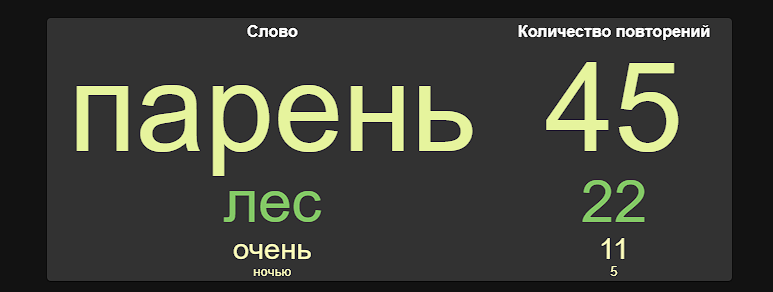 Слово Количество повторений
парень 45
лес 22
очень 11
ночью 5